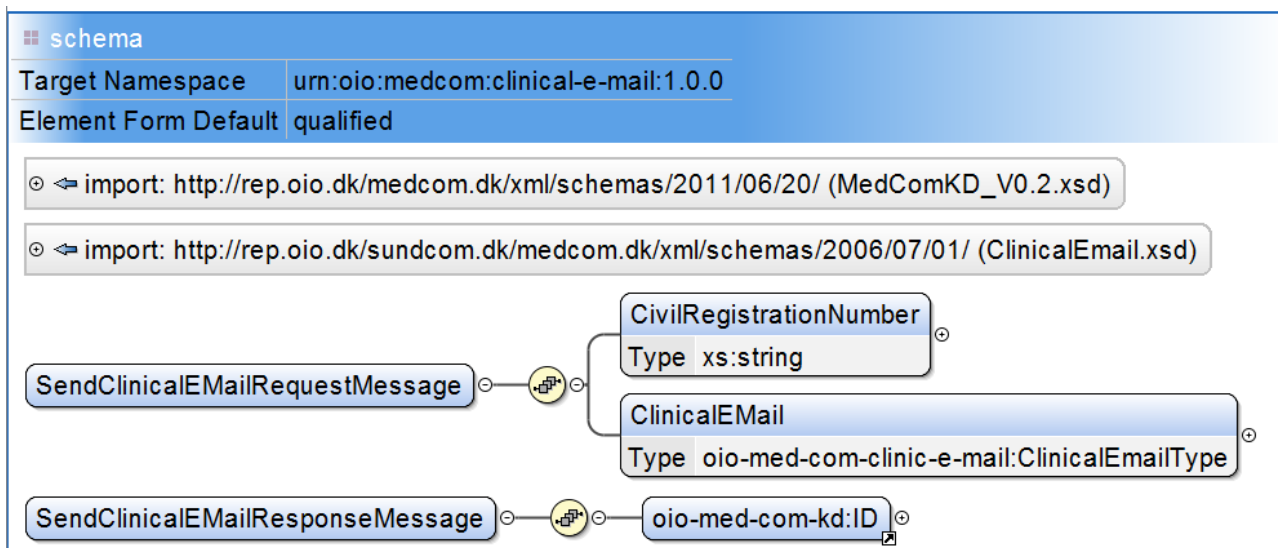 schema
Target Namespace urn:oio:medcom:clinical-e-mail:1.0.0
Element Form Default qualified
import: http://rep.oio.dk/medcom.dk/xml/schemas/2011/06/20/ (MedComKD_V0.2.xsd)
import: http://rep.oio.dk/sundcom.dk/medcom.dk/xml/schemas/2006/07/01/ (ClinicalEmail.xsd)
SendClinicalEMailRequestMessage
CivilRegistrationNumber
Type xs:string
ClinicalEMail
Type oio-med-com-clinic-e-mail:ClinicalEmailType
SendClinicalEMailResponseMessage
oio-med-com-kd:ID